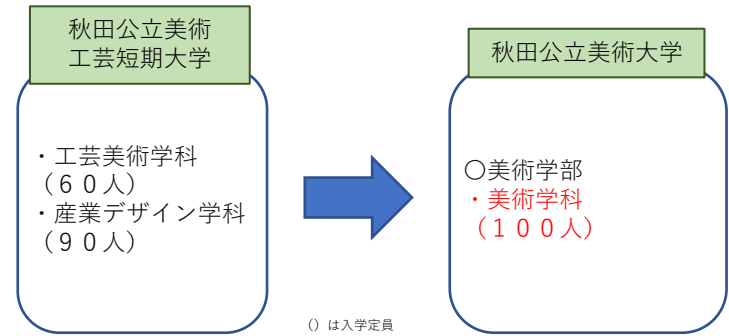 秋田公立美術
工芸短期大学
・工芸美術学科
（６０人）
・産業デザイン学科
（９０人）
秋田公立美術大学
〇美術学部
・美術学科
（１００人）
（）は入学定員